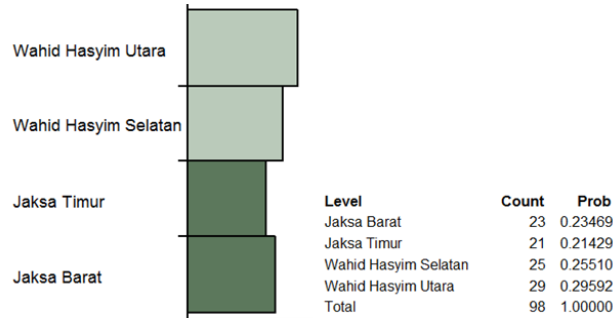 Wahid Hasyim Utara
Wahid Hasyim Selatan
Jaksa Timur
Jaksa Barat
Level Count Prob
Jaksa Barat 23 0.23469
Jaksa Timur 21 0.21429
Wahid Hasyim Selatan 25 0.25510
Wahid Hasyim Utara 29 0.29592
Total 98 1.00000